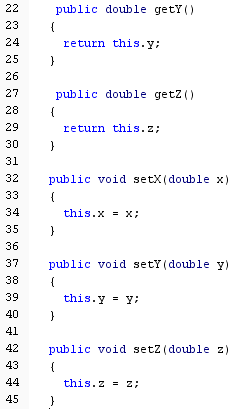 22 public double getY()
23 {
24 return this.y;
25 }
26
27 public double getZ()
28 {
29 return this.z;
30 }
31
32 public void setX(double x)
33 {
34 this.x = x;
35 }
36
37 public void setY(double y)
38 {
39 this.y = y;
40 }
41
42 public void setZ(double z)
43 {
44 this.z = z;
45 }